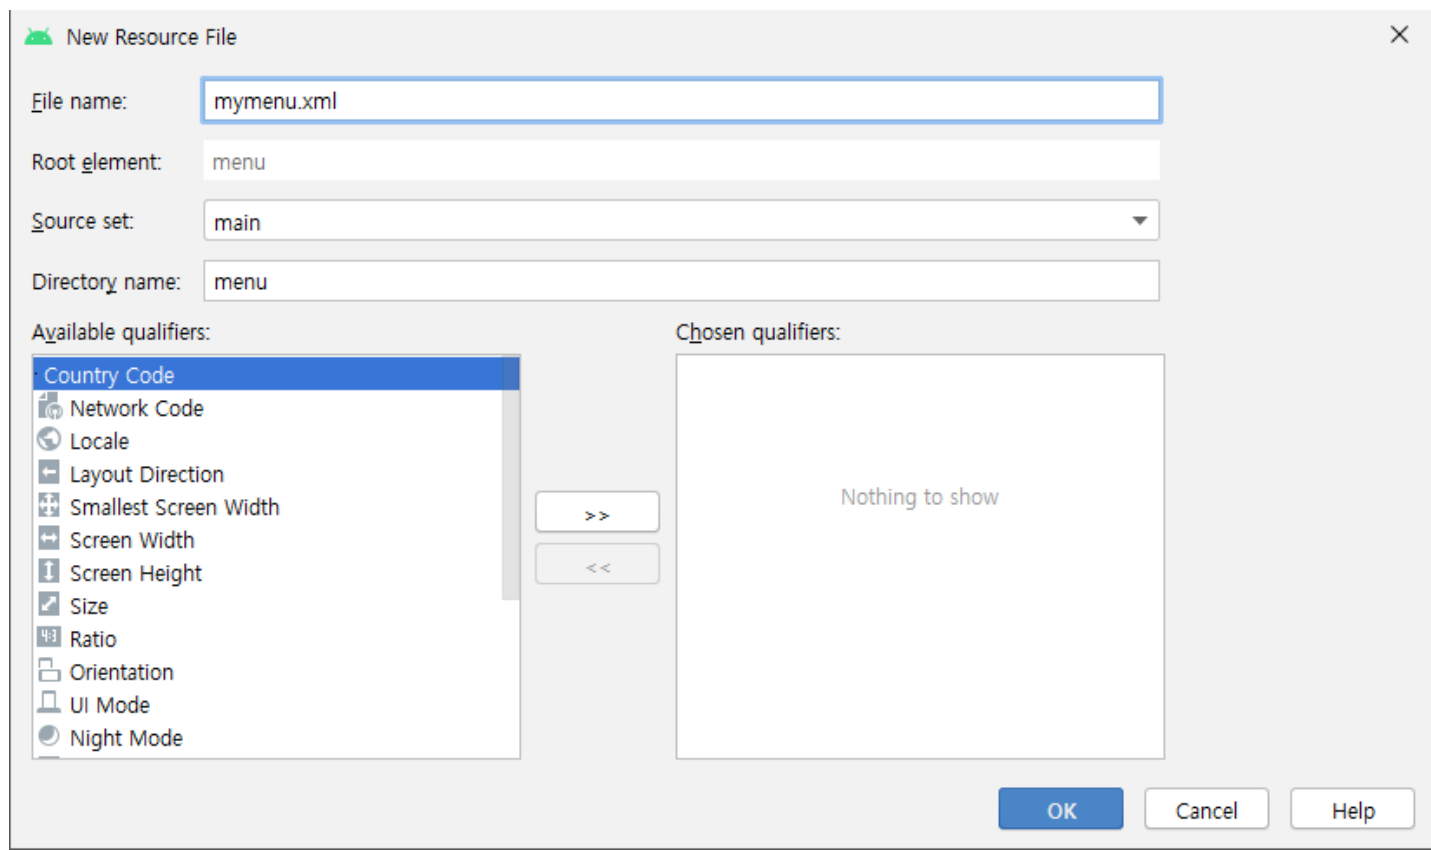 New Resource File
File name: mymenu.xml
Root element: menu
Source set: main
Directory name: menu
Available qualifiers:
Country Code
Network Code
Locale
Layout Direction
Smallest Screen Width
Screen Width
Screen Height
Size
4:3 Ratio
Orientation
UI Mode
Night Mode
>>
<<
Chosen qualifiers:
Nothing to show
OK Cancel Help